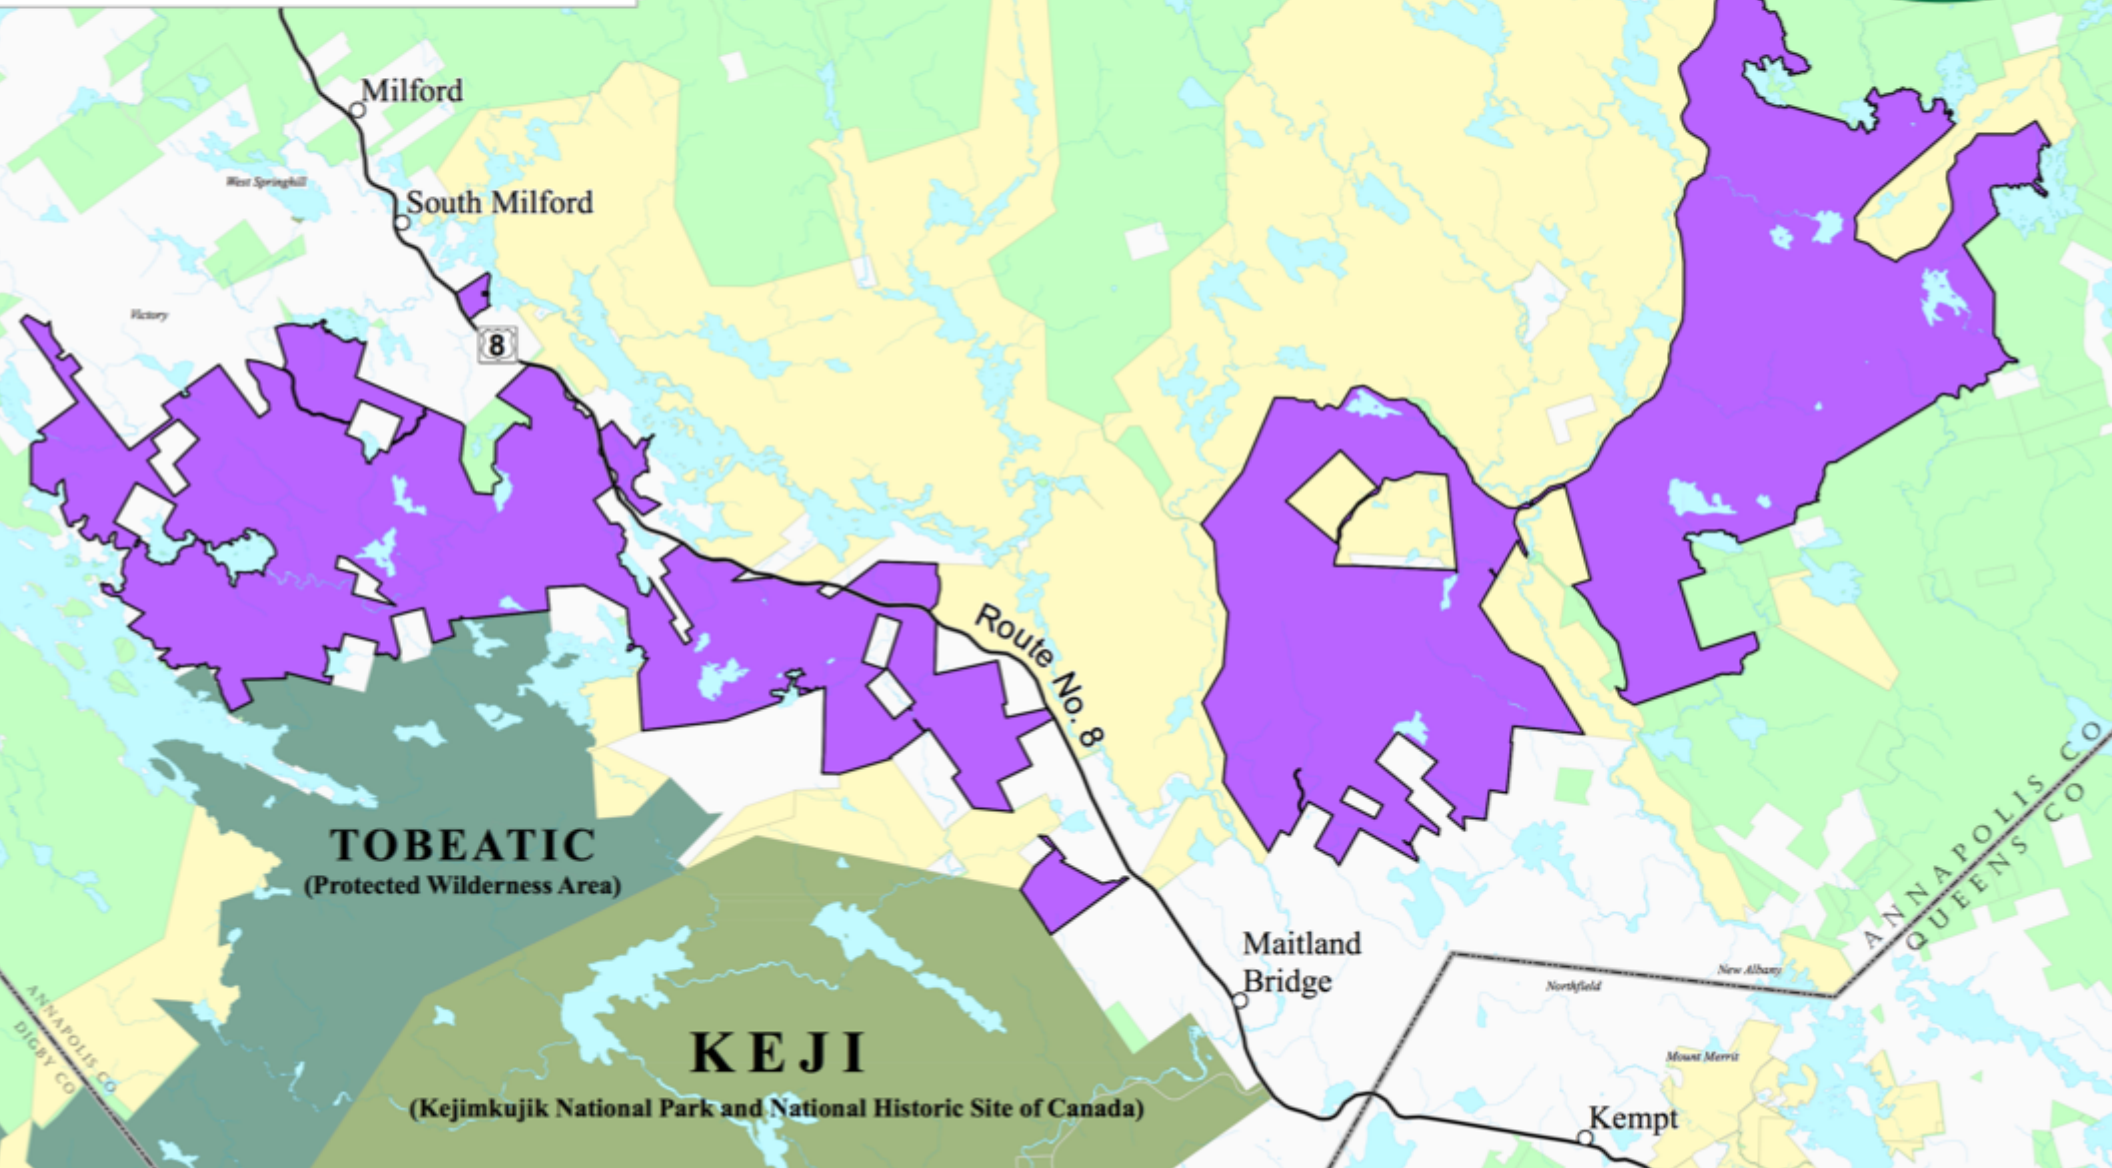 Milford
West Springhill
South Milford
Victory
8
Route No. 8
TOBEATIC
(Protected Wilderness Area)
ANNAPOLIS CO
QUEENS CO
Maitland
Bridge
New Albany
Northfield
ANNAPOLIS CO
DIGBY CO
KEJI
Mount Merrit
(Kejimkujik National Park and National Historic Site of Canada)
Kempt